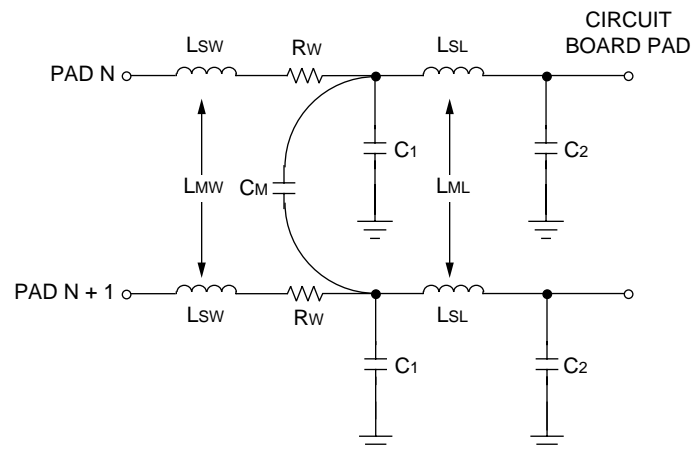 CIRCUIT
BOARD PAD
LSW
RW
LSL
PAD N
C1
C2
LMW
CM
LML
PAD N + 1
LSW
RW
LSL
C1
C2